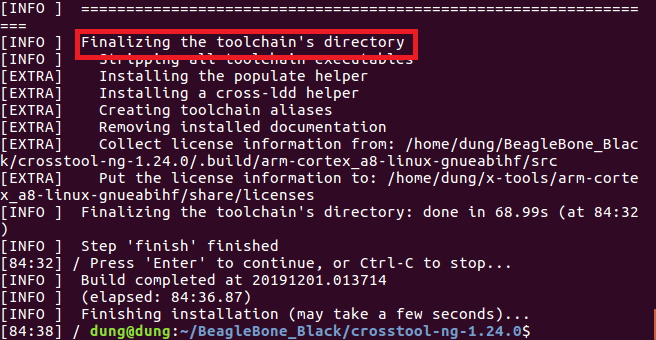 [INFO ]  ==============================================================
===
[INFO ]  Finalizing the toolchain's directory
[INFO ]    Stripping all toolchain executables
[EXTRA]    Installing the populate helper
[EXTRA]    Installing a cross-ldd helper
[EXTRA]    Creating toolchain aliases
[EXTRA]    Removing installed documentation
[EXTRA]    Collect license information from: /home/dung/BeagleBone_Blac
k/crosstool-ng-1.24.0/.build/arm-cortex_a8-linux-gnueabihf/src
[EXTRA]    Put the license information to: /home/dung/x-tools/arm-corte
x_a8-linux-gnueabihf/share/licenses
[INFO ]  Finalizing the toolchain's directory: done in 68.99s (at 84:32
)
[INFO ]  Step 'finish' finished
[84:32] / Press 'Enter' to continue, or Ctrl-C to stop...
[INFO ]  Build completed at 20191201.013714
[INFO ]  (elapsed: 84:36.87)
[INFO ]  Finishing installation (may take a few seconds)...
[84:38] / dung@dung:~/BeagleBone_Black/crosstool-ng-1.24.0$